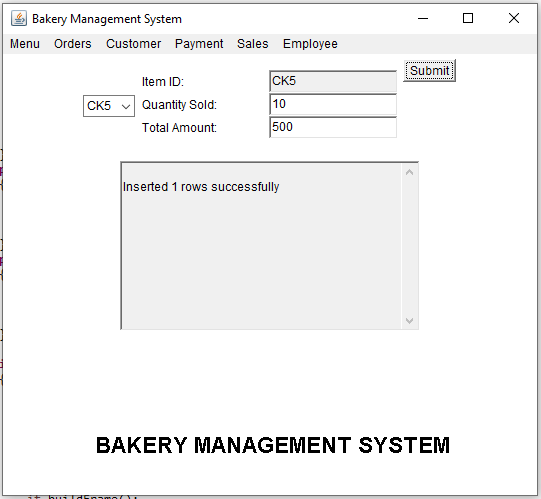 Bakery Management System
Menu Orders Customer Payment Sales Employee
Submit
Item ID: CK5
CK5 Quantity Sold: 10
Total Amount: 500
Inserted 1 rows successfully
BAKERY MANAGEMENT SYSTEM